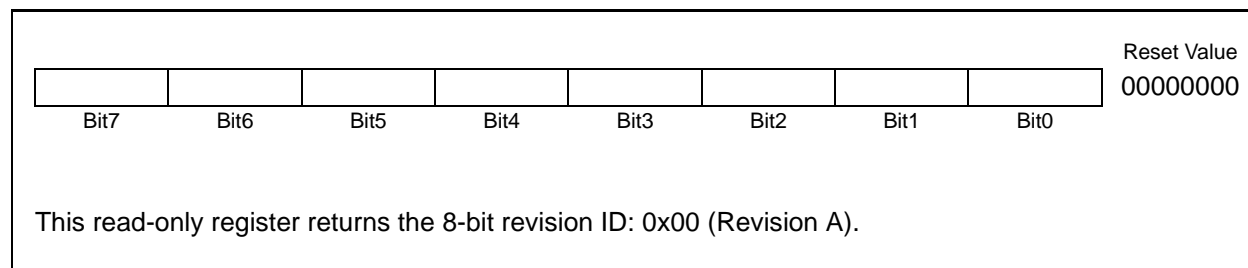 Reset Value
00000000
Bit7 Bit6 Bit5 Bit4 Bit3 Bit2 Bit1 Bit0
This read-only register returns the 8-bit revision ID: 0x00 (Revision A).